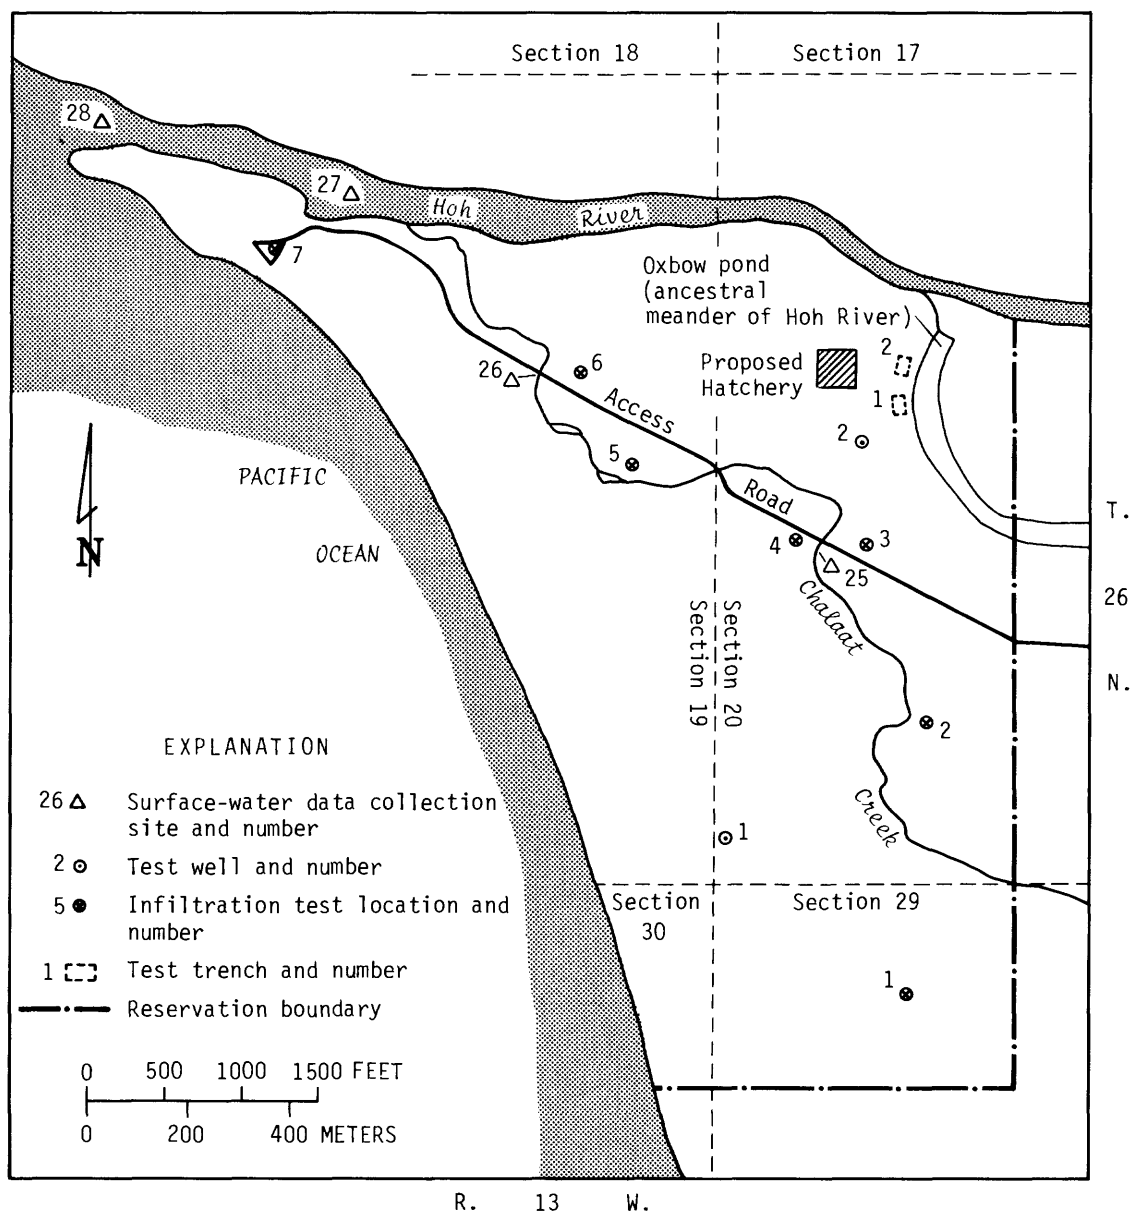 Section 18
Section 17
28
27
Hoh
River
7
Oxbow pond
(ancestral
meander of Hoh River)
2
Proposed
Hatchery
1
26
6
Access
2
5
Road
PACIFIC
OCEAN
N
4
3
25
T.
26
N.
Chalaat
Creek
Section 19
Section 20
2
1
Section
30
Section 29
1
EXPLANATION
26 Surface-water data collection
site and number
2 Test well and number
5 Infiltration test location and
number
1 Test trench and number
Reservation boundary
0 500 1000 1500 FEET
0 200 400 METERS
R. 13 W.